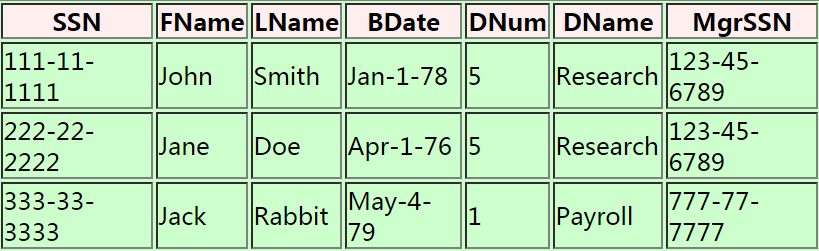 SSN FName LName BDate DNum DName MgrSSN
111-11-1111 John Smith Jan-1-78 5 Research 123-45-6789
222-22-2222 Jane Doe Apr-1-76 5 Research 123-45-6789
333-33-3333 Jack Rabbit May-4-79 1 Payroll 777-77-7777